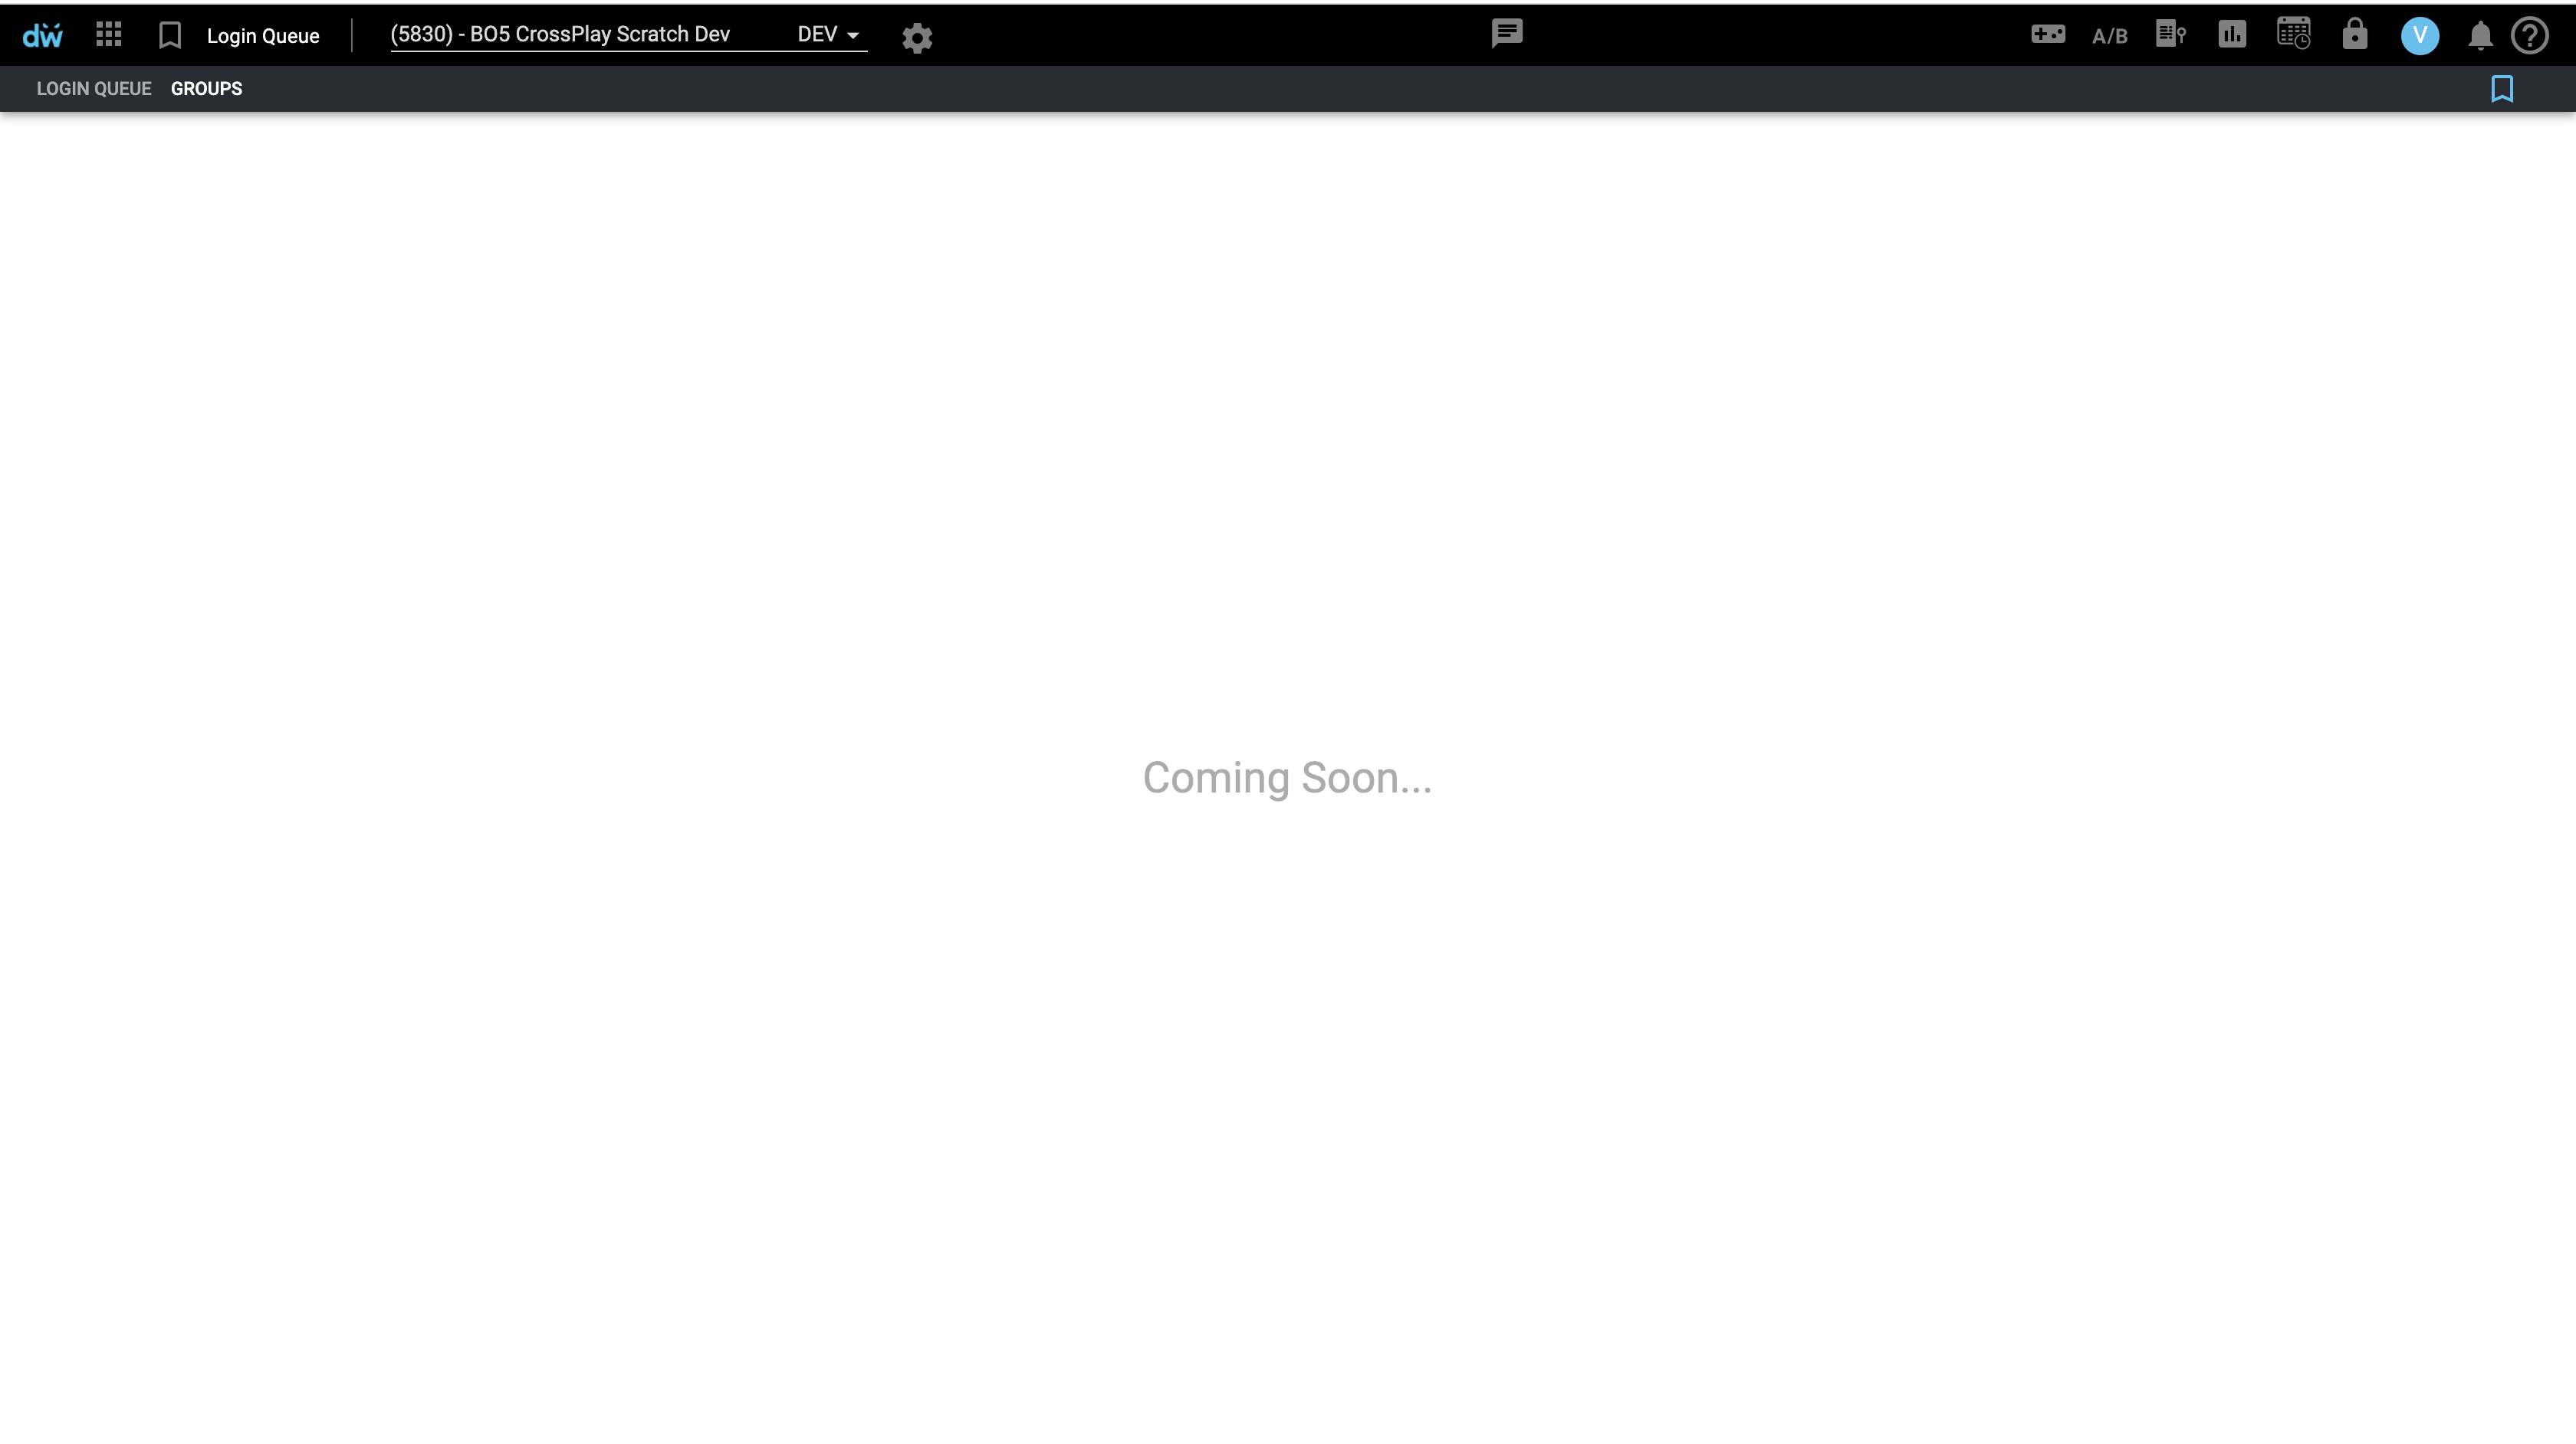 dw Login Queue (5830) - BO5 CrossPlay Scratch Dev DEV A/B V ?
LOGIN QUEUE GROUPS
Coming Soon...